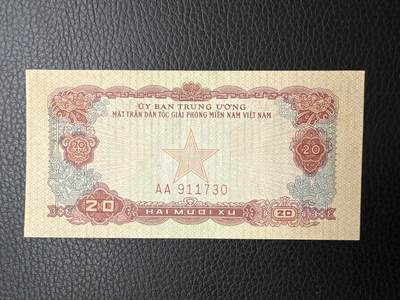 ỦY BAN TRUNG ƯƠNG
MẶT TRẬN DÂN TỘC GIẢI PHÓNG MIỀN NAM VIỆT NAM
20 20
AA 911730
20 HAI MƯƠI XU 20